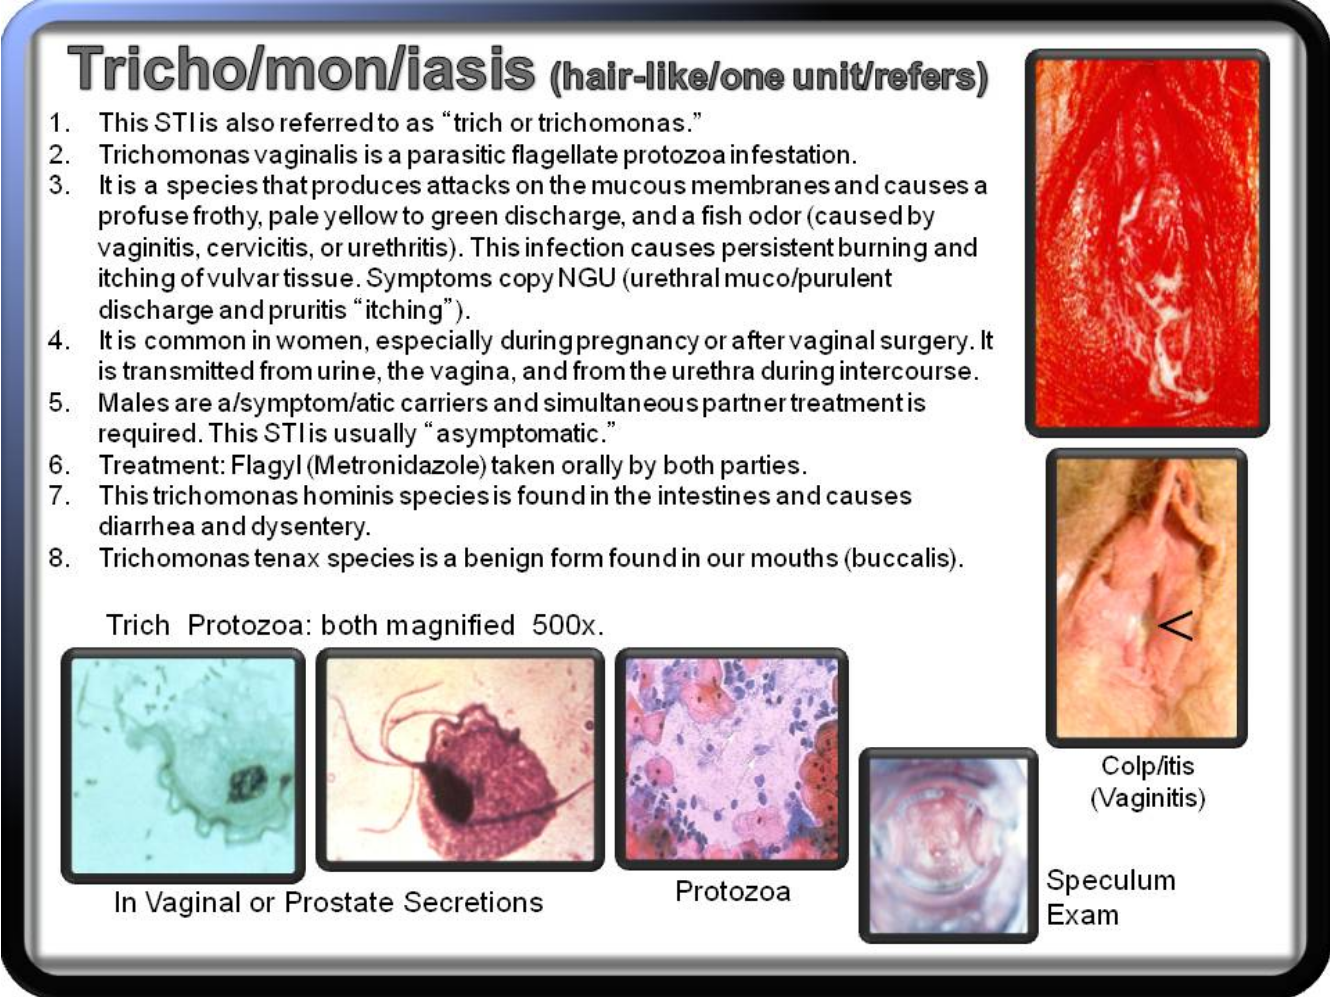 Tricho/mon/iasis (hair-like/one unit/refers)
1. This STI is also referred to as “trich or trichomonas.”
2. Trichomonas vaginalis is a parasitic flagellate protozoa infestation.
3. It is a species that produces attacks on the mucous membranes and causes a
profuse frothy, pale yellow to green discharge, and a fish odor (caused by
vaginitis, cervicitis, or urethritis). This infection causes persistent burning and
itching of vulvar tissue. Symptoms copy NGU (urethral muco/purulent
discharge and pruritis “itching”).
4. It is common in women, especially during pregnancy or after vaginal surgery. It
is transmitted from urine, the vagina, and from the urethra during intercourse.
5. Males are a/symptom/atic carriers and simultaneous partner treatment is
required. This STI is usually “asymptomatic.”
6. Treatment: Flagyl (Metronidazole) taken orally by both parties.
7. This trichomonas hominis species is found in the intestines and causes
diarrhea and dysentery.
8. Trichomonas tenax species is a benign form found in our mouths (buccalis).
Trich Protozoa: both magnified 500x.
<
Colp/itis
(Vaginitis)
In Vaginal or Prostate Secretions
Protozoa
Speculum
Exam